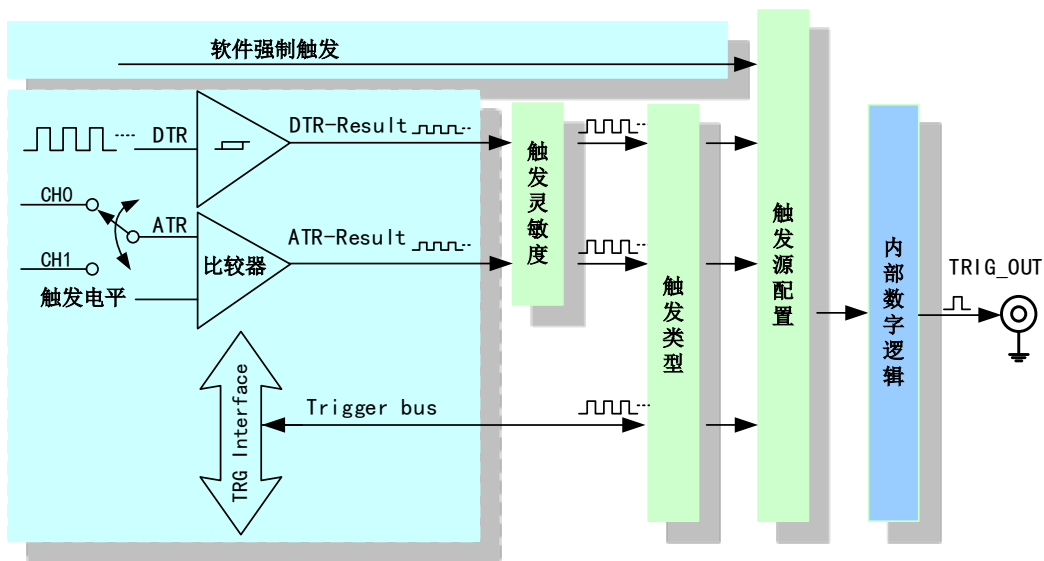 软件强制触发
DTR
DTR-Result
CH0
ATR
ATR-Result
CH1
比较器
触发电平
TRG Interface
Trigger bus
触发灵敏度
触发类型
触发源配置
内部数字逻辑
TRIG_OUT